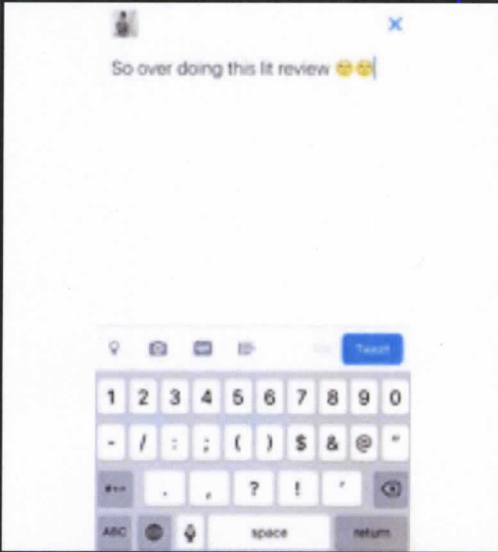 So over doing this lit review 🙄🙄
Tweet
1 2 3 4 5 6 7 8 9 0
- / : ; ( ) $ & @ "
#+=
. , ? ! '
ABC space return